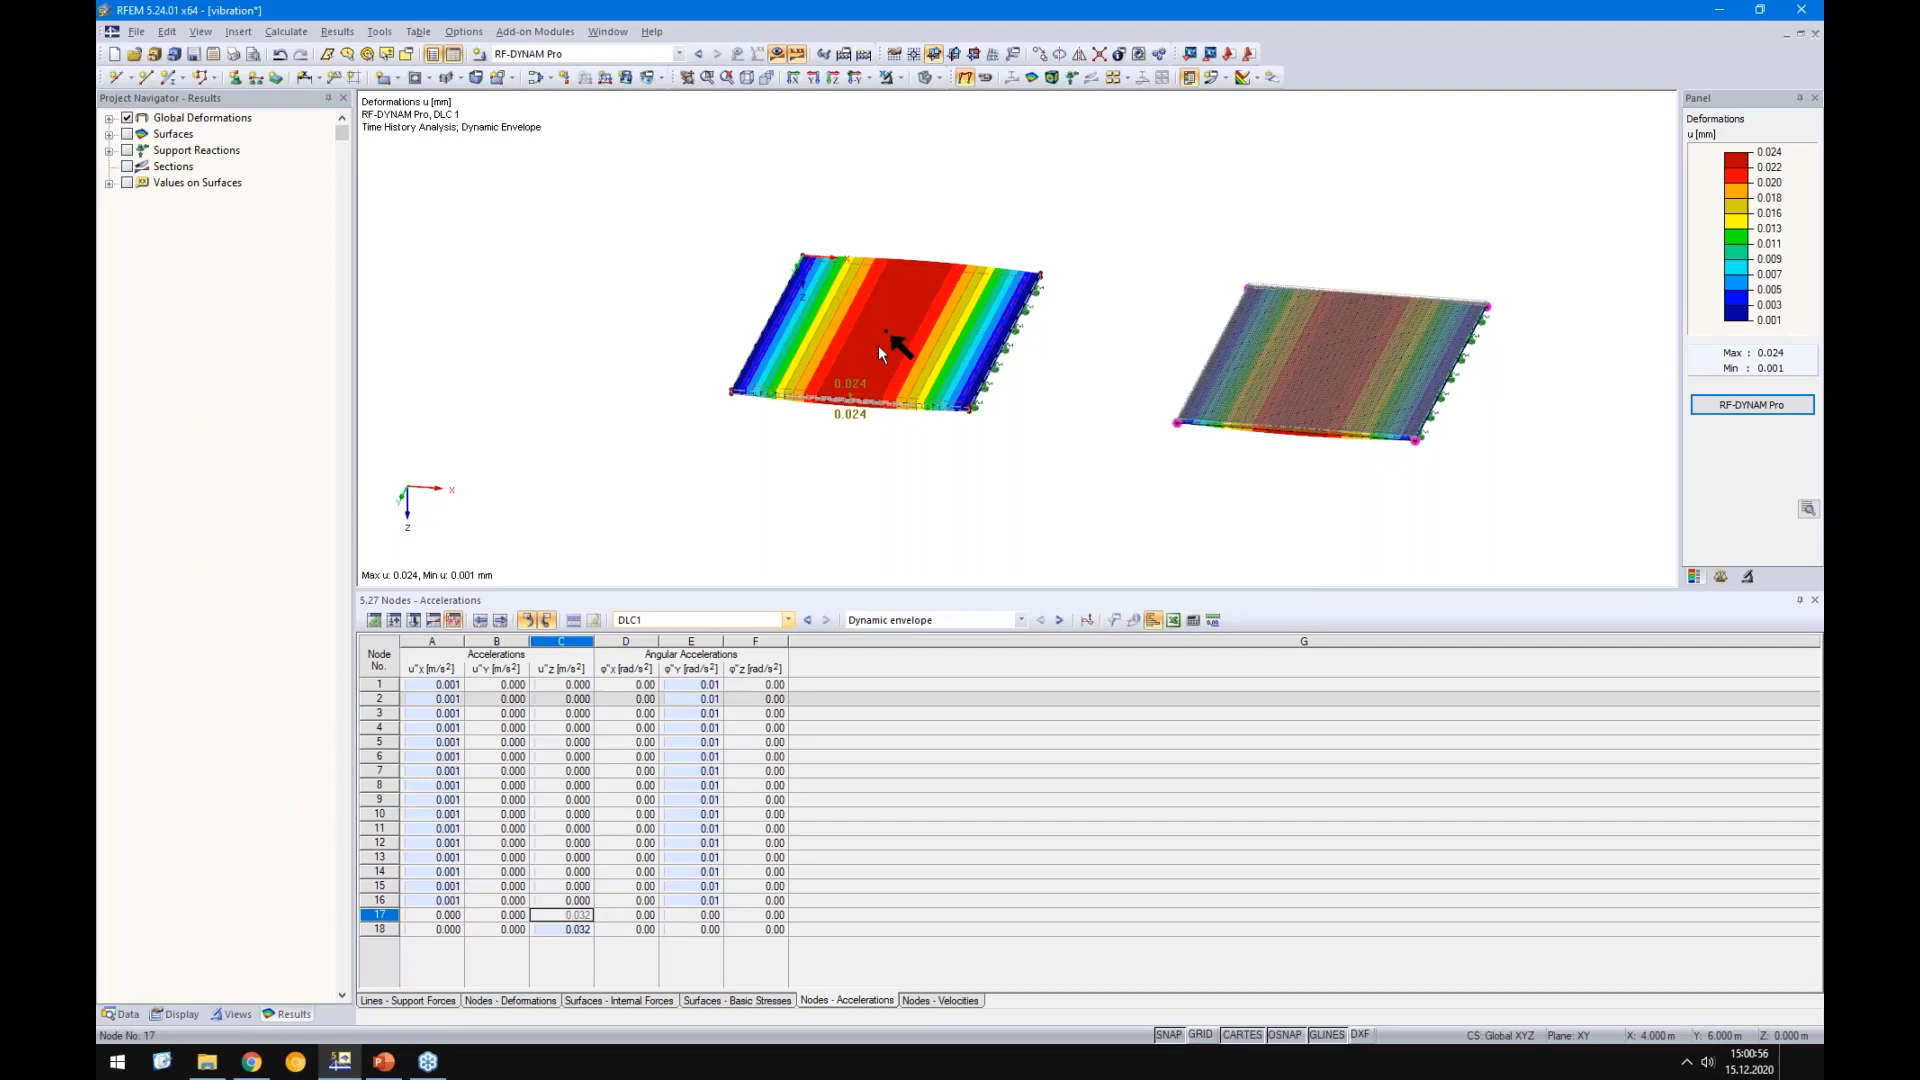 RFEM 5.24.01 x64 - [vibration*]
File Edit View Insert Calculate Results Tools Table Options Add-on Modules Window Help
RF-DYNAM Pro
Project Navigator - Results
Global Deformations
Surfaces
Support Reactions
Sections
Values on Surfaces
Deformations u [mm]
RF-DYNAM Pro, DLC 1
Time History Analysis; Dynamic Envelope
0.024
0.024
X
Z
Max u: 0.024, Min u: 0.001 mm
Panel
Deformations
u [mm]
0.024
0.022
0.020
0.018
0.016
0.013
0.011
0.009
0.007
0.005
0.003
0.001
Max : 0.024
Min : 0.001
RF-DYNAM Pro
5.27 Nodes - Accelerations
DLC1 Dynamic envelope
A B C D E F G
Node Accelerations Angular Accelerations
No. u"X [m/s2] u"Y [m/s2] u"Z [m/s2] φ"X [rad/s2] φ"Y [rad/s2] φ"Z [rad/s2]
1 0.001 0.000 0.000 0.00 0.01 0.00
2 0.001 0.000 0.000 0.00 0.01 0.00
3 0.001 0.000 0.000 0.00 0.01 0.00
4 0.001 0.000 0.000 0.00 0.01 0.00
5 0.001 0.000 0.000 0.00 0.01 0.00
6 0.001 0.000 0.000 0.00 0.01 0.00
7 0.001 0.000 0.000 0.00 0.01 0.00
8 0.001 0.000 0.000 0.00 0.01 0.00
9 0.001 0.000 0.000 0.00 0.01 0.00
10 0.001 0.000 0.000 0.00 0.01 0.00
11 0.001 0.000 0.000 0.00 0.01 0.00
12 0.001 0.000 0.000 0.00 0.01 0.00
13 0.001 0.000 0.000 0.00 0.01 0.00
14 0.001 0.000 0.000 0.00 0.01 0.00
15 0.001 0.000 0.000 0.00 0.01 0.00
16 0.001 0.000 0.000 0.00 0.01 0.00
17 0.000 0.000 0.032 0.00 0.00 0.00
18 0.000 0.000 0.032 0.00 0.00 0.00
Lines - Support Forces Nodes - Deformations Surfaces - Internal Forces Surfaces - Basic Stresses Nodes - Accelerations Nodes - Velocities
Data Display Views Results
Node No. 17
SNAP GRID CARTES OSNAP GLINES DXF
CS: Global XYZ Plane: XY X: 4.000 m Y: 6.000 m Z: 0.000 m
15:00:56
15.12.2020